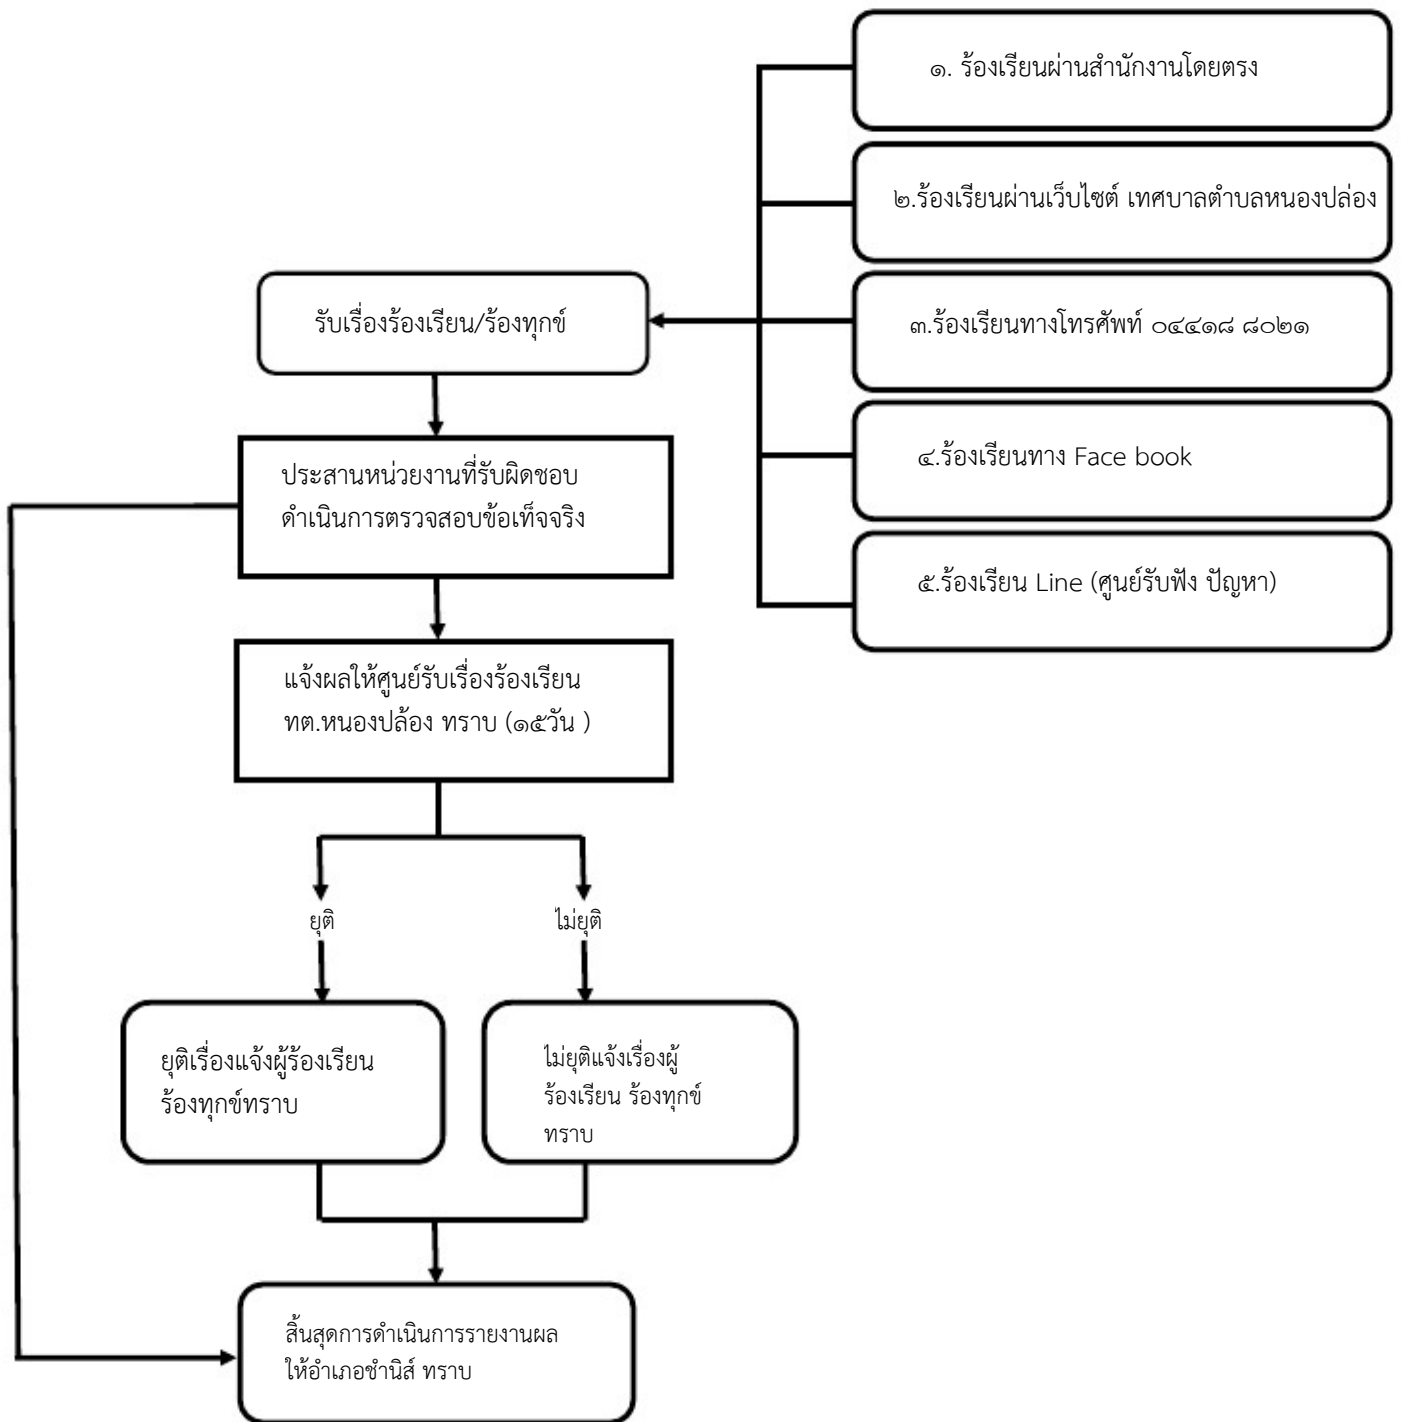 ๑. ร้องเรียนผ่านสำนักงานโดยตรง
๒.ร้องเรียนผ่านเว็บไซต์ เทศบาลตำบลหนองปล่อง
รับเรื่องร้องเรียน/ร้องทุกข์
๓.ร้องเรียนทางโทรศัพท์ ๐๔๔๑๘ ๘๐๒๑
๔.ร้องเรียนทาง Face book
ประสานหน่วยงานที่รับผิดชอบ
ดำเนินการตรวจสอบข้อเท็จจริง
๕.ร้องเรียน Line (ศูนย์รับฟัง ปัญหา)
แจ้งผลให้ศูนย์รับเรื่องร้องเรียน
ทต.หนองปล้อง ทราบ (๑๕วัน )
ยุติ
ไม่ยุติ
ยุติเรื่องแจ้งผู้ร้องเรียน
ร้องทุกข์ทราบ
ไม่ยุติแจ้งเรื่องผู้
ร้องเรียน ร้องทุกข์
ทราบ
สิ้นสุดการดำเนินการรายงานผล
ให้อำเภอชำนิส์ ทราบ